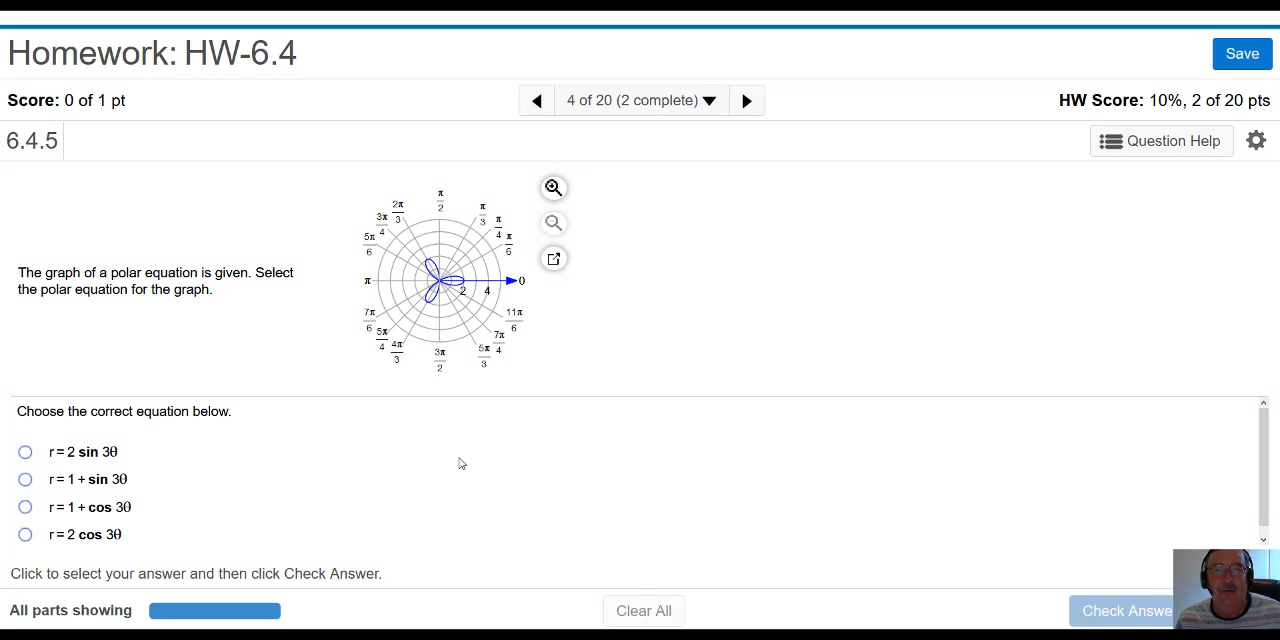 Homework: HW-6.4
Save
Score: 0 of 1 pt
4 of 20 (2 complete)
HW Score: 10%, 2 of 20 pts
6.4.5
Question Help
The graph of a polar equation is given. Select
the polar equation for the graph.
π/2
2π/3
π/3
3π/4
π/4
5π/6
π/6
π
2
4
0
7π/6
11π/6
5π/4
7π/4
4π/3
5π/3
3π/2
Choose the correct equation below.
r = 2 sin 3θ
r = 1 + sin 3θ
r = 1 + cos 3θ
r = 2 cos 3θ
Click to select your answer and then click Check Answer.
All parts showing
Clear All
Check Answe